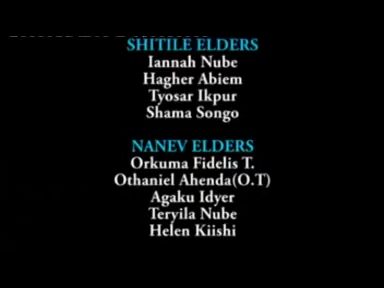 SHITILE ELDERS
Iannah Nube
Hagher Abiem
Tyosar Ikpur
Shama Songo
NANEV ELDERS
Orkuma Fidelis T.
Othaniel Ahenda(O.T)
Agaku Idyer
Teryila Nube
Helen Kiishi